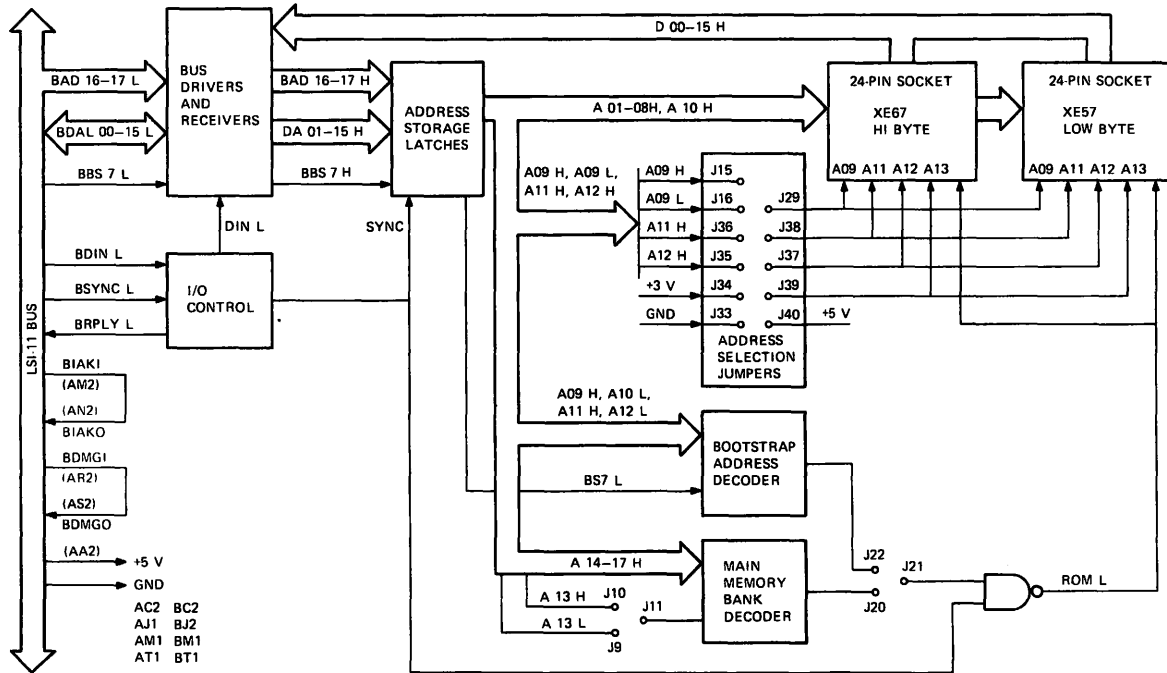 D 00–15 H
BUS
DRIVERS
AND
RECEIVERS
ADDRESS
STORAGE
LATCHES
24-PIN SOCKET
XE67
HI BYTE
A09 A11 A12 A13
24-PIN SOCKET
XE57
LOW BYTE
A09 A11 A12 A13
BAD 16–17 L
BAD 16–17 H
BDAL 00–15 L
DA 01–15 H
BBS 7 L
BBS 7 H
A 01–08H, A 10 H
DIN L
SYNC
A09 H, A09 L,
A11 H, A12 H
A09 H
J15
A09 L
J16
J29
A11 H
J36
J38
A12 H
J35
J37
+3 V
J34
J39
GND
J33
J40
+5 V
ADDRESS
SELECTION
JUMPERS
BDIN L
BSYNC L
BRPLY L
I/O
CONTROL
LSI-11 BUS
BIAKI
(AM2)
(AN2)
BIAKO
BDMGI
(AR2)
(AS2)
BDMGO
(AA2)
+5 V
GND
AC2 BC2
AJ1 BJ2
AM1 BM1
AT1 BT1
A09 H, A10 L,
A11 H, A12 L
BS7 L
BOOTSTRAP
ADDRESS
DECODER
A 14–17 H
MAIN
MEMORY
BANK
DECODER
A 13 H
J10
J11
A 13 L
J9
J22
J21
J20
ROM L